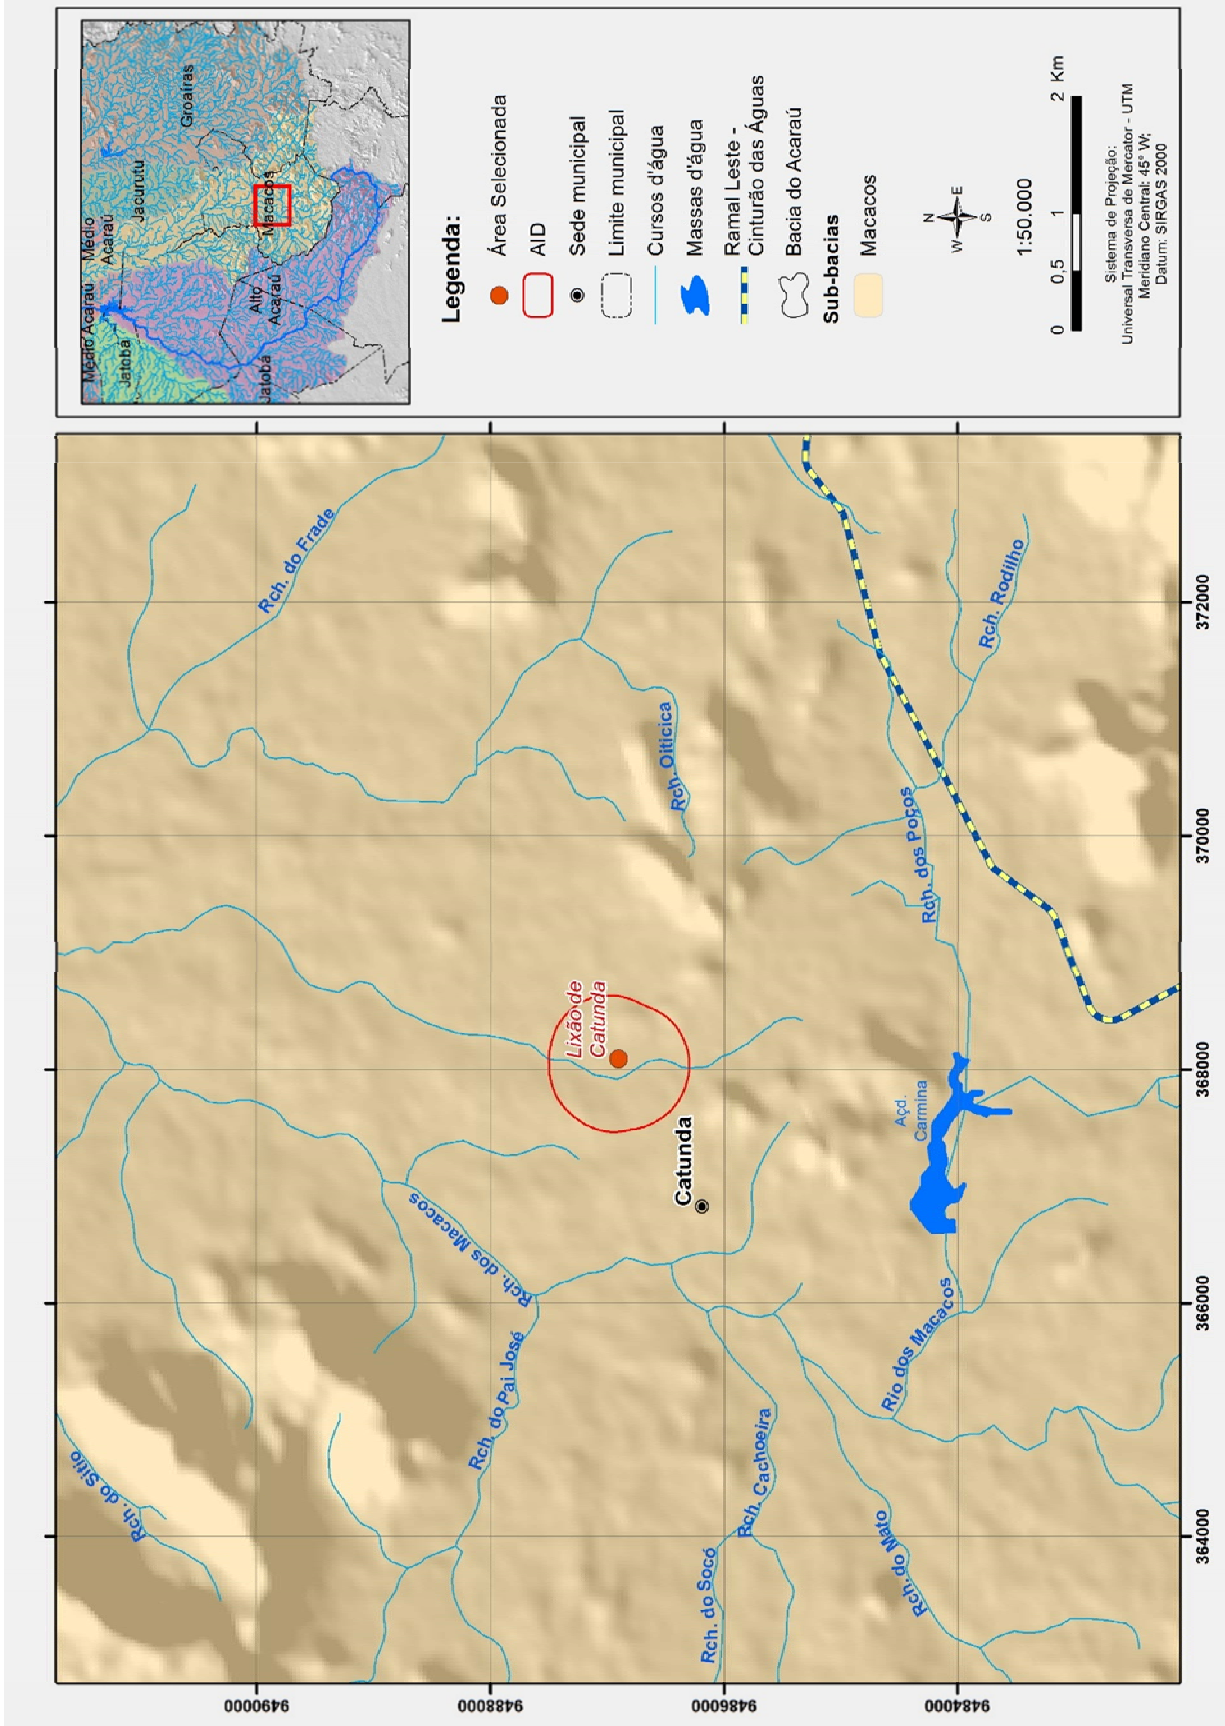 Rch. do Sítio
Rch. do Frade
Rch. dos Macacos
Rch. do Pai José
Lixão de
Catunda
Rch. Oiticica
Catunda
Rch. do Socó
Rch. Cachoeira
Rch. do Mato
Rio dos Macacos
Açd.
Carmina
Rch. dos Poços
Rch. Rodilho
9490000
9488000
9486000
9484000
364000
366000
368000
370000
372000
Médio Acaraú
Médio
Acaraú
Jatobá
Jacurutu
Groaíras
Alto
Acaraú
Macacos
Jatobá
Legenda:
Área Selecionada
AID
Sede municipal
Limite municipal
Cursos d'água
Massas d'água
Ramal Leste -
Cinturão das Águas
Bacia do Acaraú
Sub-bacias
Macacos
N
W
E
S
1:50.000
0
0,5
1
2
Km
Sistema de Projeção:
Universal Transversa de Mercator - UTM
Meridiano Central: 45° W;
Datum: SIRGAS 2000